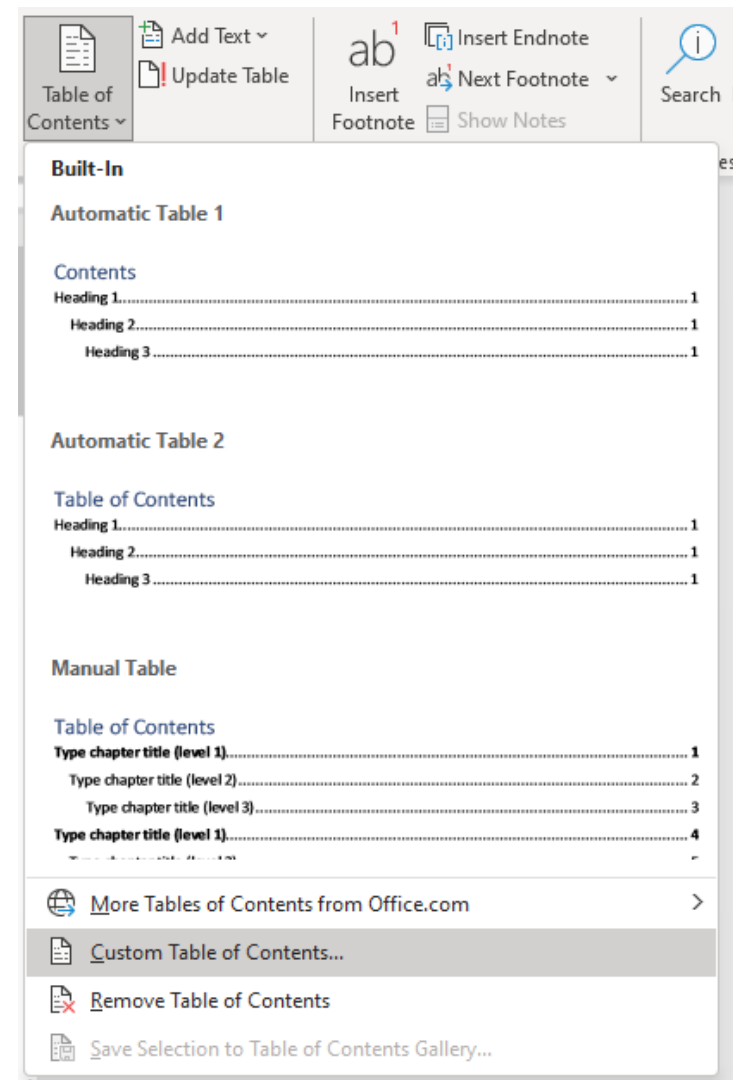 Add Text
Update Table
Table of
Contents
ab1
Insert
Footnote
Insert Endnote
Next Footnote
Show Notes
Search
es
Built-In
Automatic Table 1
Contents
Heading 1........................................ 1
Heading 2........................................ 1
Heading 3........................................ 1
Automatic Table 2
Table of Contents
Heading 1........................................ 1
Heading 2........................................ 1
Heading 3........................................ 1
Manual Table
Table of Contents
Type chapter title (level 1)........................................ 1
Type chapter title (level 2)........................................ 2
Type chapter title (level 3)........................................ 3
Type chapter title (level 1)........................................ 4
More Tables of Contents from Office.com
Custom Table of Contents...
Remove Table of Contents
Save Selection to Table of Contents Gallery...